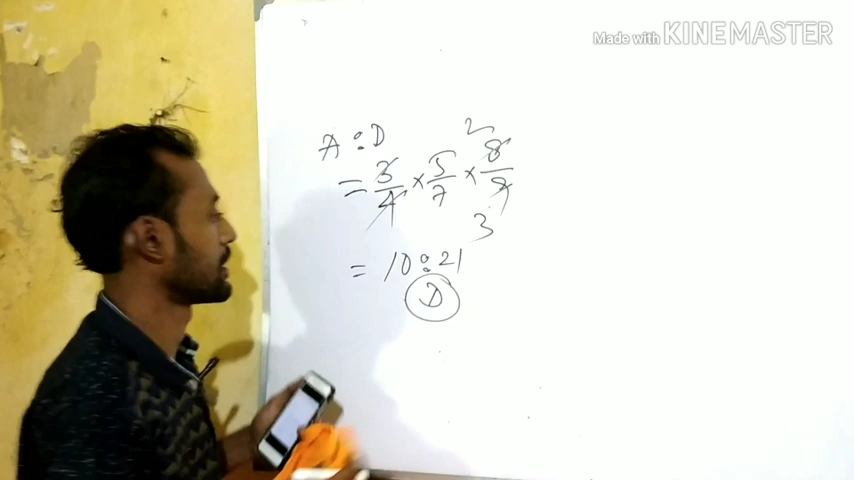 Made with KINEMASTER
A : D
2
= 3/4 × 5/7 × 8/9
3
= 10 : 21
D